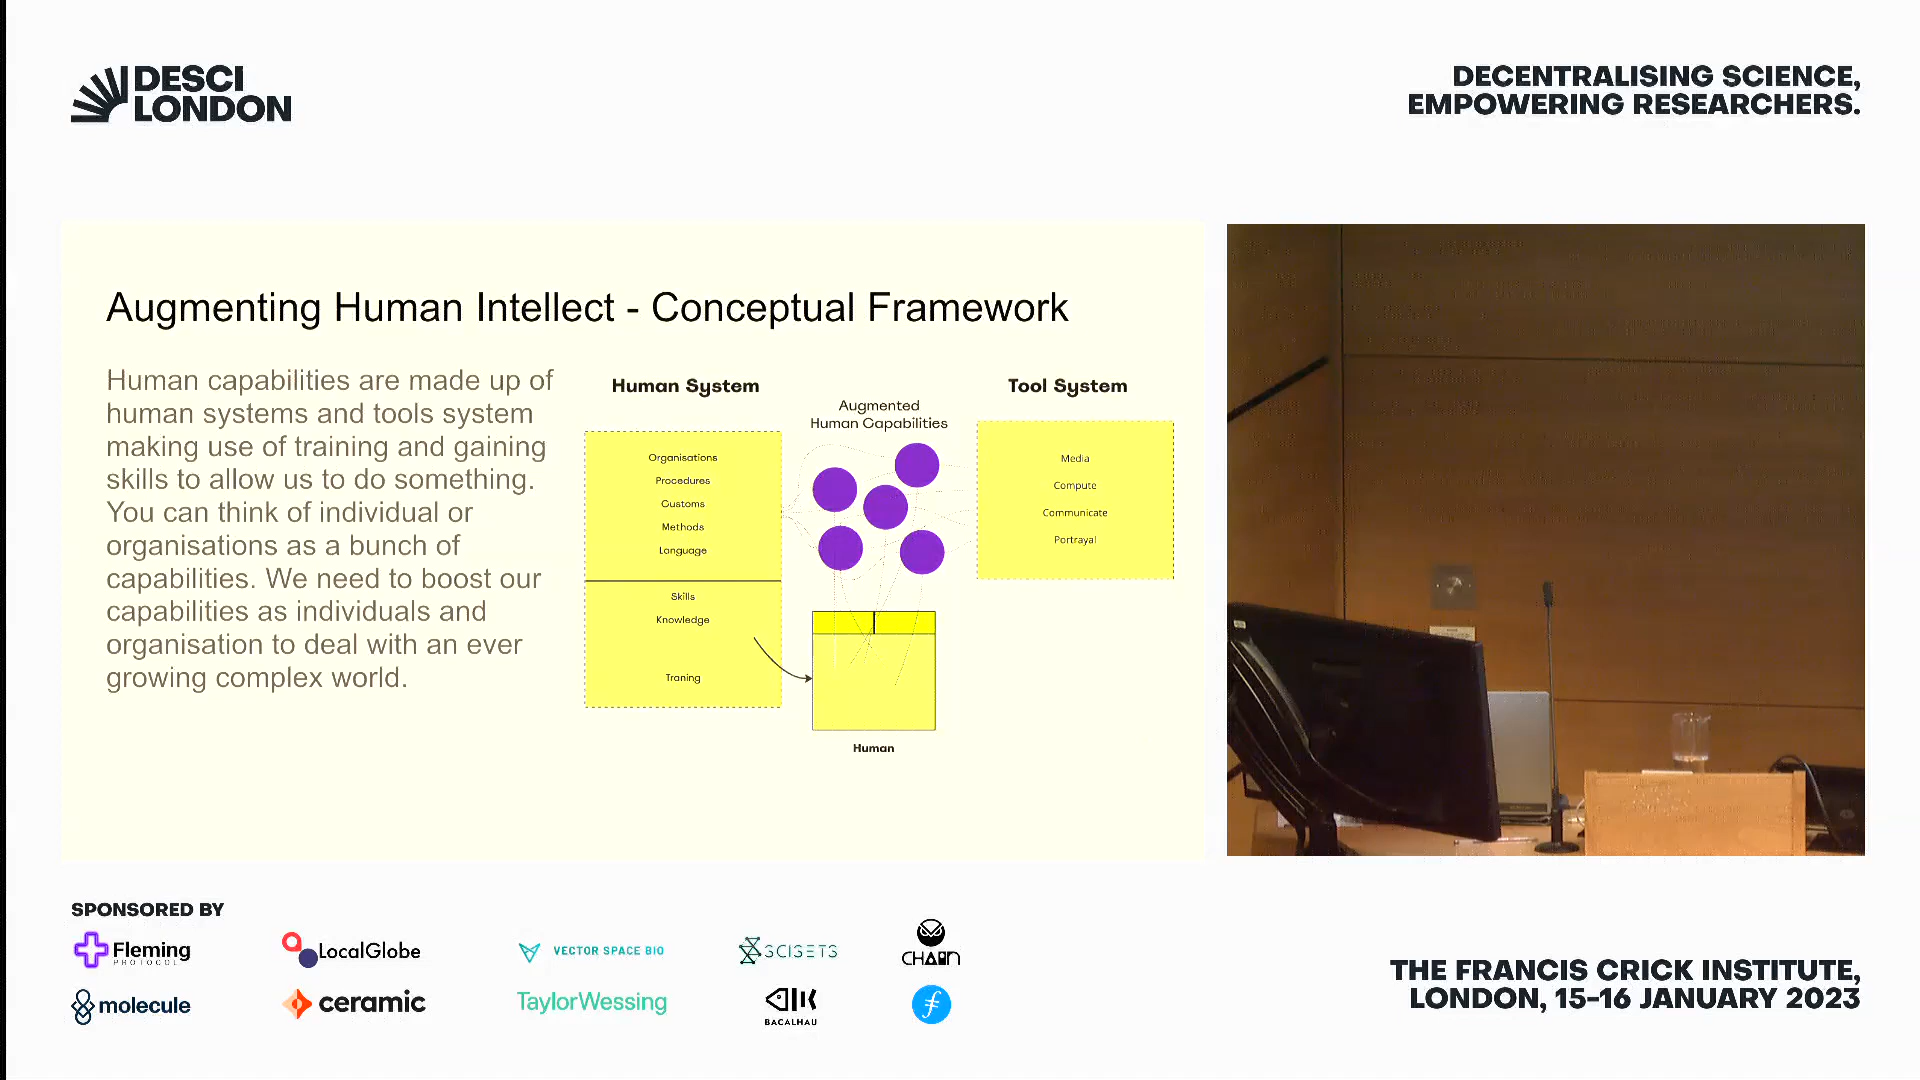 DESCI
LONDON
DECENTRALISING SCIENCE,
EMPOWERING RESEARCHERS.
Augmenting Human Intellect - Conceptual Framework
Human capabilities are made up of
human systems and tools system
making use of training and gaining
skills to allow us to do something.
You can think of individual or
organisations as a bunch of
capabilities. We need to boost our
capabilities as individuals and
organisation to deal with an ever
growing complex world.
Human System
Organisations
Procedures
Customs
Methods
Language
Skills
Knowledge
Traning
Augmented
Human Capabilities
Human
Tool System
Media
Compute
Communicate
Portrayal
SPONSORED BY
Fleming
PROTOCOL
LocalGlobe
VECTOR SPACE BIO
SCISETS
CHAIN
molecule
ceramic
TaylorWessing
BACALHAU
THE FRANCIS CRICK INSTITUTE,
LONDON, 15-16 JANUARY 2023